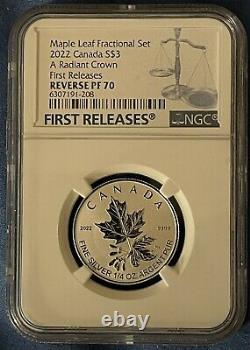 Maple Leaf Fractional Set
2022 Canada S$3
A Radiant Crown
First Releases
REVERSE PF 70
6307191-208
NGC
FIRST RELEASES®
CANADA
2022
9999
FINE SILVER 1/4 OZ ARGENT PUR